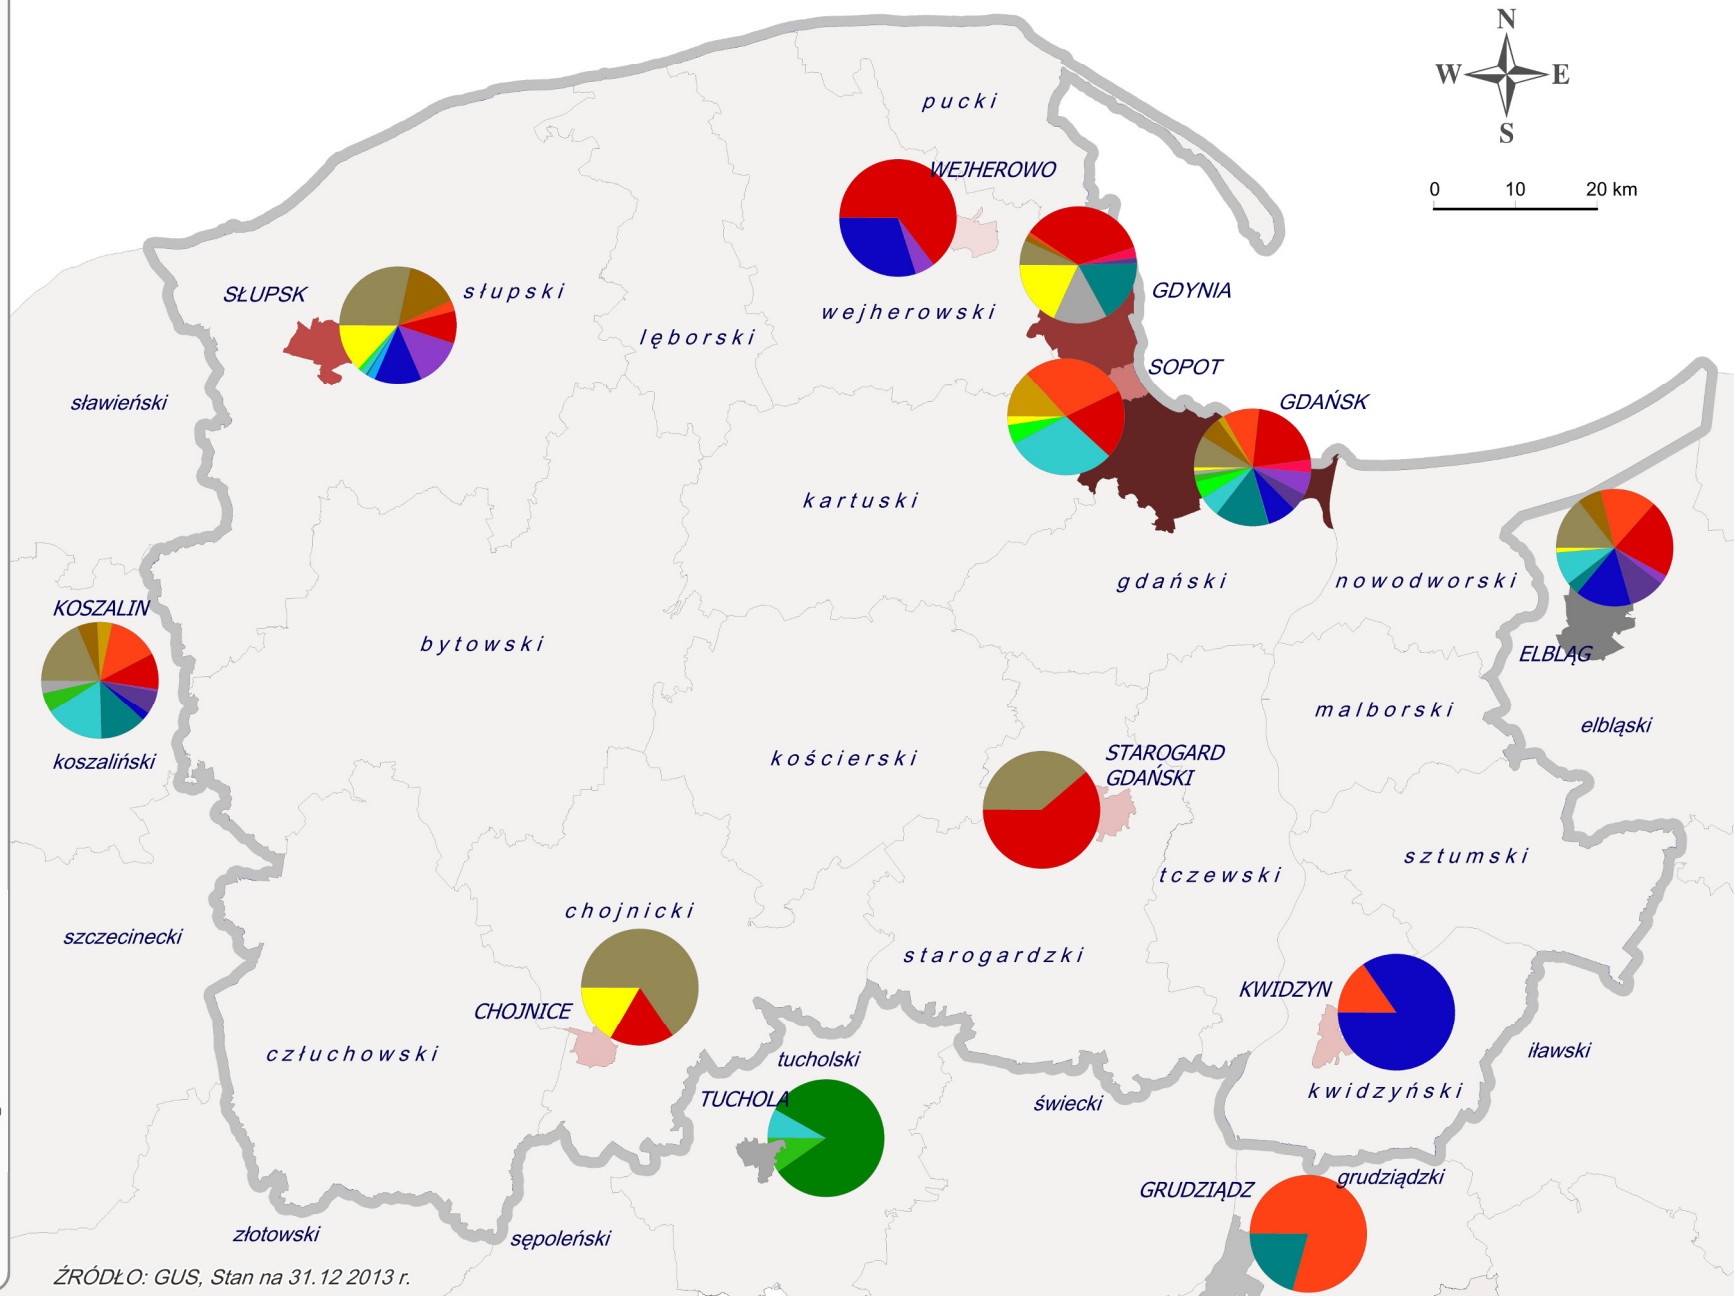 N
W E
S
0 10 20 km
pucki
WEJHEROWO
GDYNIA
SŁUPSK
słupski
wejherowski
lęborski
SOPOT
GDAŃSK
sławieński
kartuski
gdański
nowodworski
KOSZALIN
bytowski
ELBLĄG
malborski
elbląski
koszaliński
kościerski
STAROGARD
GDAŃSKI
sztumski
tczewski
chojnicki
szczecinecki
starogardzki
KWIDZYN
CHOJNICE
człuchowski
tucholski
iławski
kwidzyński
TUCHOLA
świecki
grudziądzki
GRUDZIĄDZ
złotowski
sępoleński
ŹRÓDŁO: GUS, Stan na 31.12 2013 r.